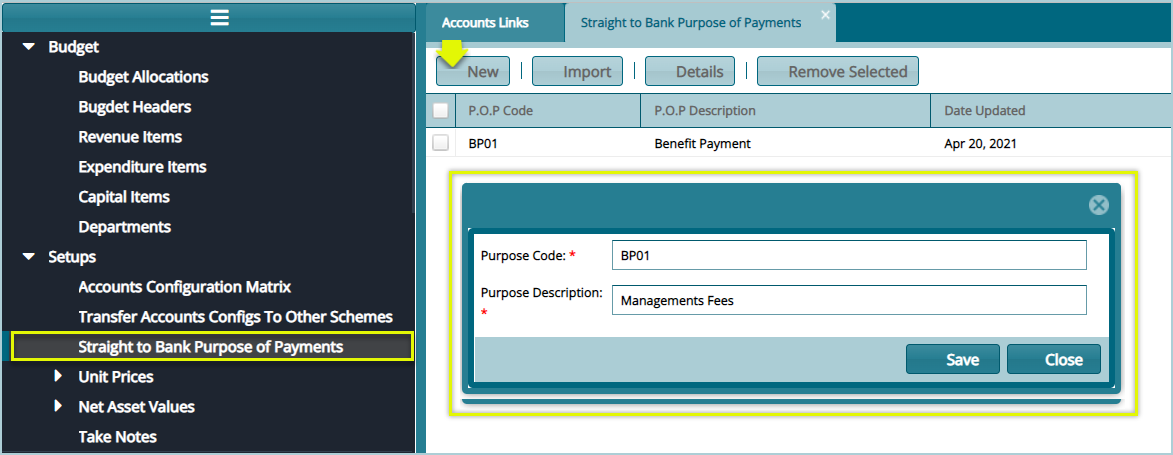 Budget
Budget Allocations
Bugdet Headers
Revenue Items
Expenditure Items
Capital Items
Departments
Setups
Accounts Configuration Matrix
Transfer Accounts Configs To Other Schemes
Straight to Bank Purpose of Payments
Unit Prices
Net Asset Values
Take Notes
Accounts Links
Straight to Bank Purpose of Payments
New
Import
Details
Remove Selected
P.O.P Code
P.O.P Description
Date Updated
BP01
Benefit Payment
Apr 20, 2021
Purpose Code: *
BP01
Purpose Description:
*
Managements Fees
Save
Close